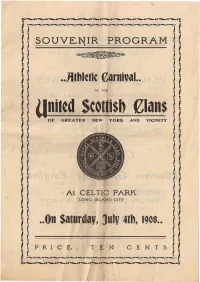 SOUVENIR PROGRAM
..Athletic Carnival..
OF THE
United Scottish Clans
OF GREATER NEW YORK AND VICINITY
At CELTIC PARK
LONG ISLAND CITY
..On Saturday, July 4th, 1908..
PRICE, TEN CENTS